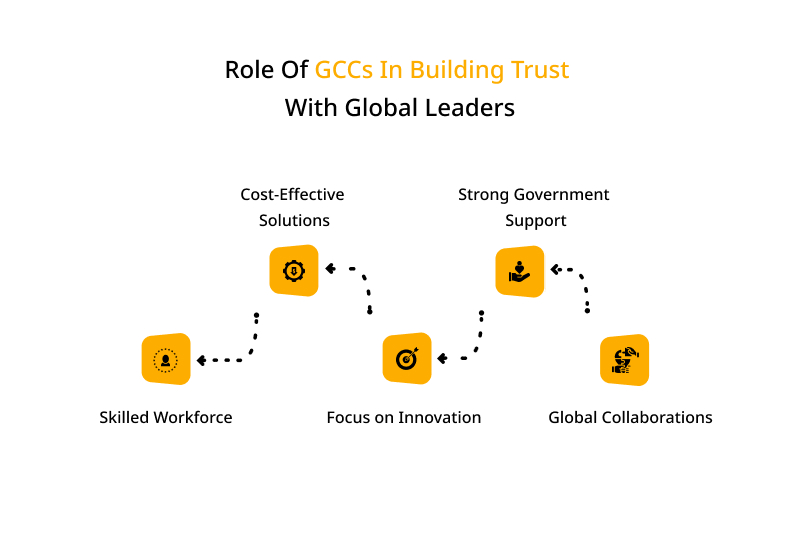 Role Of GCCs In Building Trust
With Global Leaders
Cost-Effective
Solutions
Strong Government
Support
Skilled Workforce
Focus on Innovation
Global Collaborations